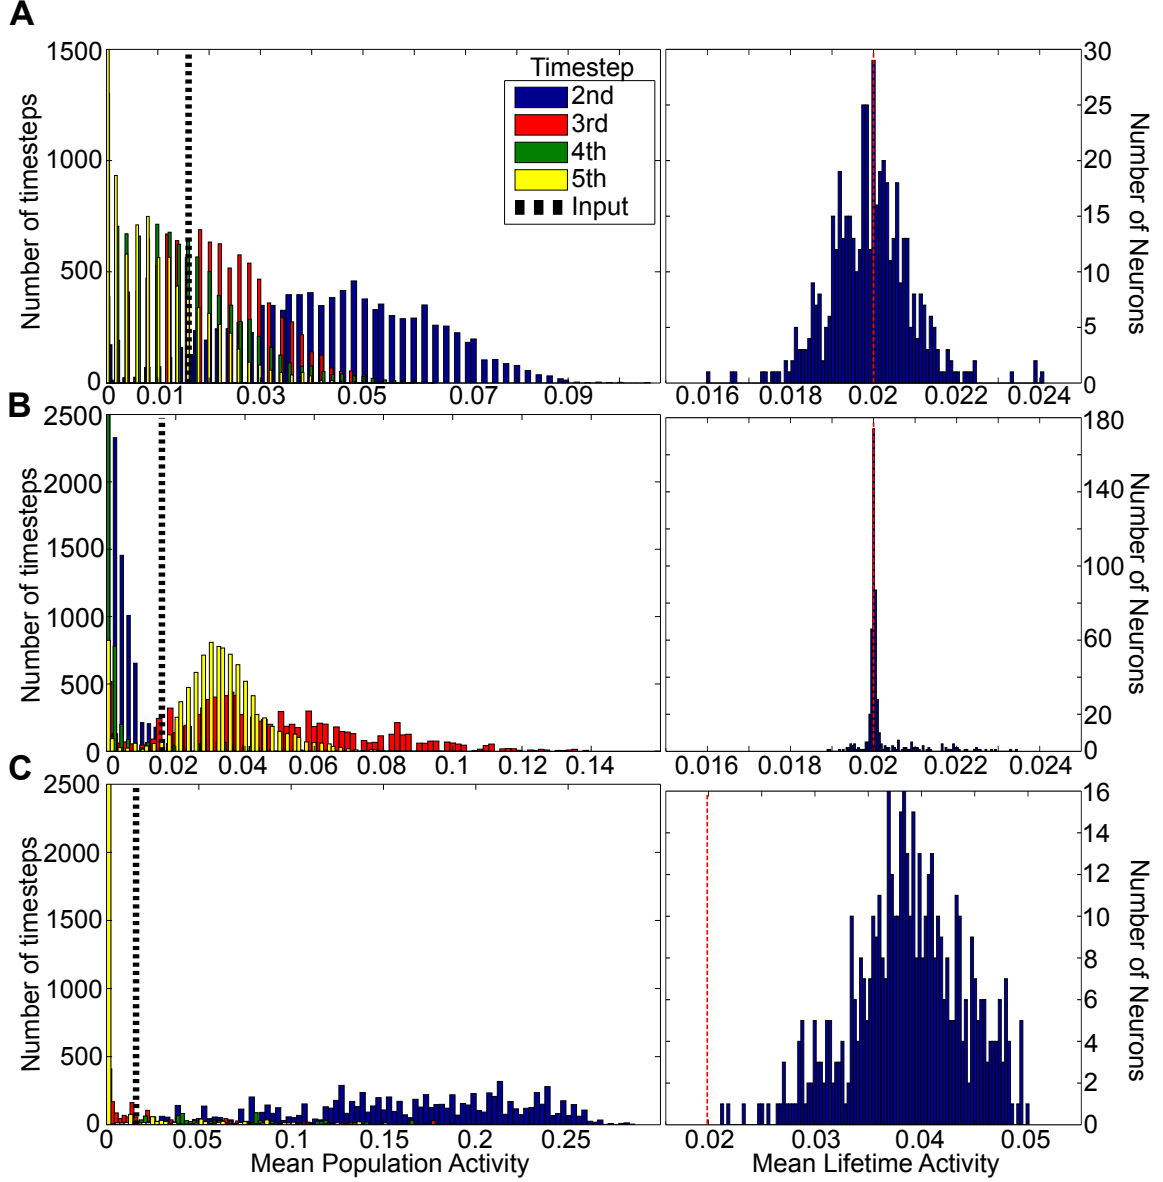 A
Number of timesteps
1500
1000
500
0
0 0.01 0.03 0.05 0.07 0.09
Timestep
2nd
3rd
4th
5th
Input
30
25
20
15
10
5
0
Number of Neurons
0.016 0.018 0.02 0.022 0.024
B
Number of timesteps
2500
2000
1500
1000
500
0
0 0.02 0.04 0.06 0.08 0.1 0.12 0.14
180
140
100
60
20
0
Number of Neurons
0.016 0.018 0.02 0.022 0.024
C
Number of timesteps
2500
2000
1500
1000
500
0
0 0.05 0.1 0.15 0.2 0.25
Mean Population Activity
16
14
12
10
8
6
4
2
0
Number of Neurons
0.02 0.03 0.04 0.05
Mean Lifetime Activity